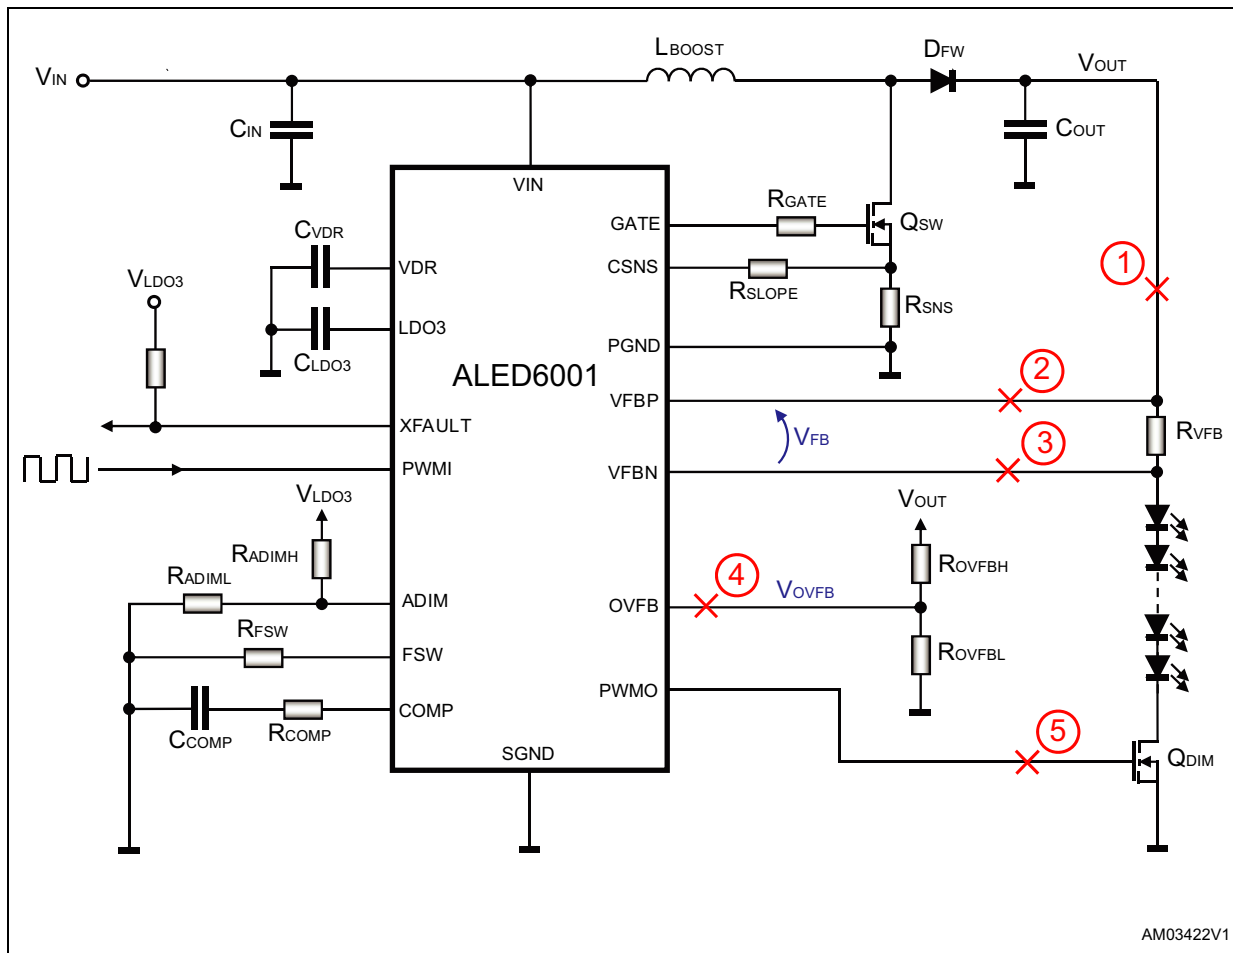 LBOOST
DFW
VIN
VOUT
CIN
COUT
VIN
RGATE
GATE
QSW
CVDR
VDR
CSNS
VLDO3
RSLOPE
RSNS
1
LDO3
CLDO3
PGND
ALED6001
2
VFBP
XFAULT
VFB
3
RVFB
PWMI
VFBN
VLDO3
VOUT
RADIMH
ROVFBH
RADIML
4
ADIM
OVFB
VOVFB
RFSW
FSW
ROVFBL
PWMO
COMP
CCOMP
RCOMP
5
SGND
QDIM
AM03422V1